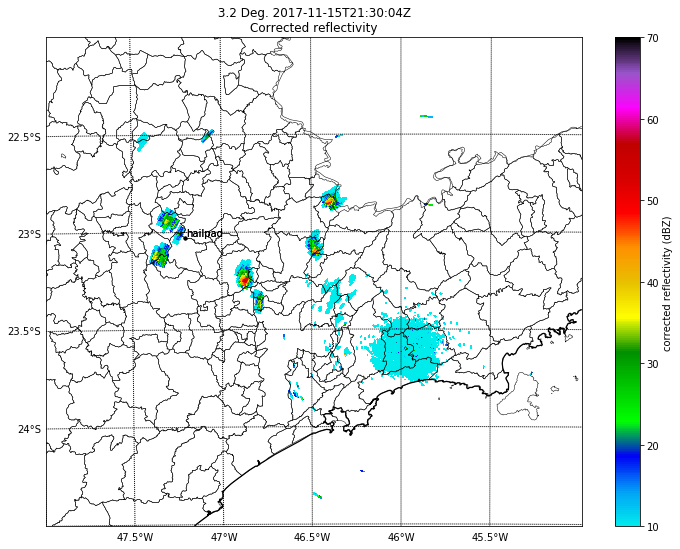 3.2 Deg. 2017-11-15T21:30:04Z
Corrected reflectivity
70
60
50
40
30
20
10
corrected reflectivity (dBZ)
22.5°S
23°S
23.5°S
24°S
hailpad
47.5°W
47°W
46.5°W
46°W
45.5°W